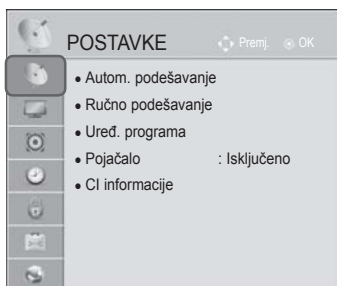 POSTAVKE
Premj. OK
• Autom. podešavanje
• Ručno podešavanje
• Uređ. programa
• Pojačalo : Isključeno
• CI informacije